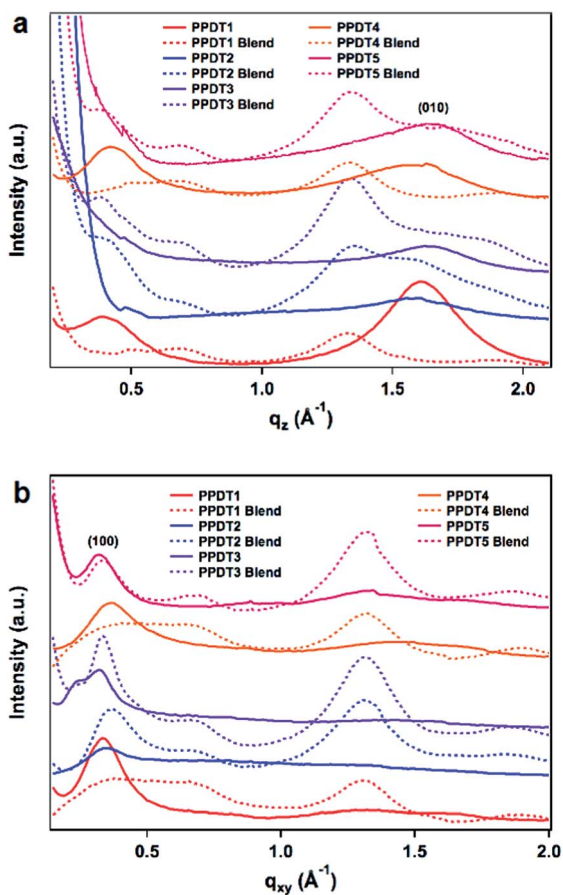 a
PPDT1
PPDT1 Blend
PPDT2
PPDT2 Blend
PPDT3
PPDT3 Blend
PPDT4
PPDT4 Blend
PPDT5
PPDT5 Blend
(010)
Intensity (a.u.)
0.5
1.0
1.5
2.0
qz (Å-1)
b
PPDT1
PPDT1 Blend
PPDT2
PPDT2 Blend
PPDT3
PPDT3 Blend
PPDT4
PPDT4 Blend
PPDT5
PPDT5 Blend
(100)
Intensity (a.u.)
0.5
1.0
1.5
2.0
qxy (Å-1)